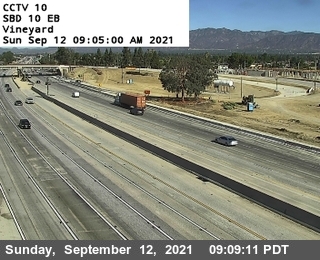 CCTV 10
SBD 10 EB
Vineyard
Sun Sep 12 09:05:00 AM 2021
Sunday, September 12, 2021 09:09:11 PDT